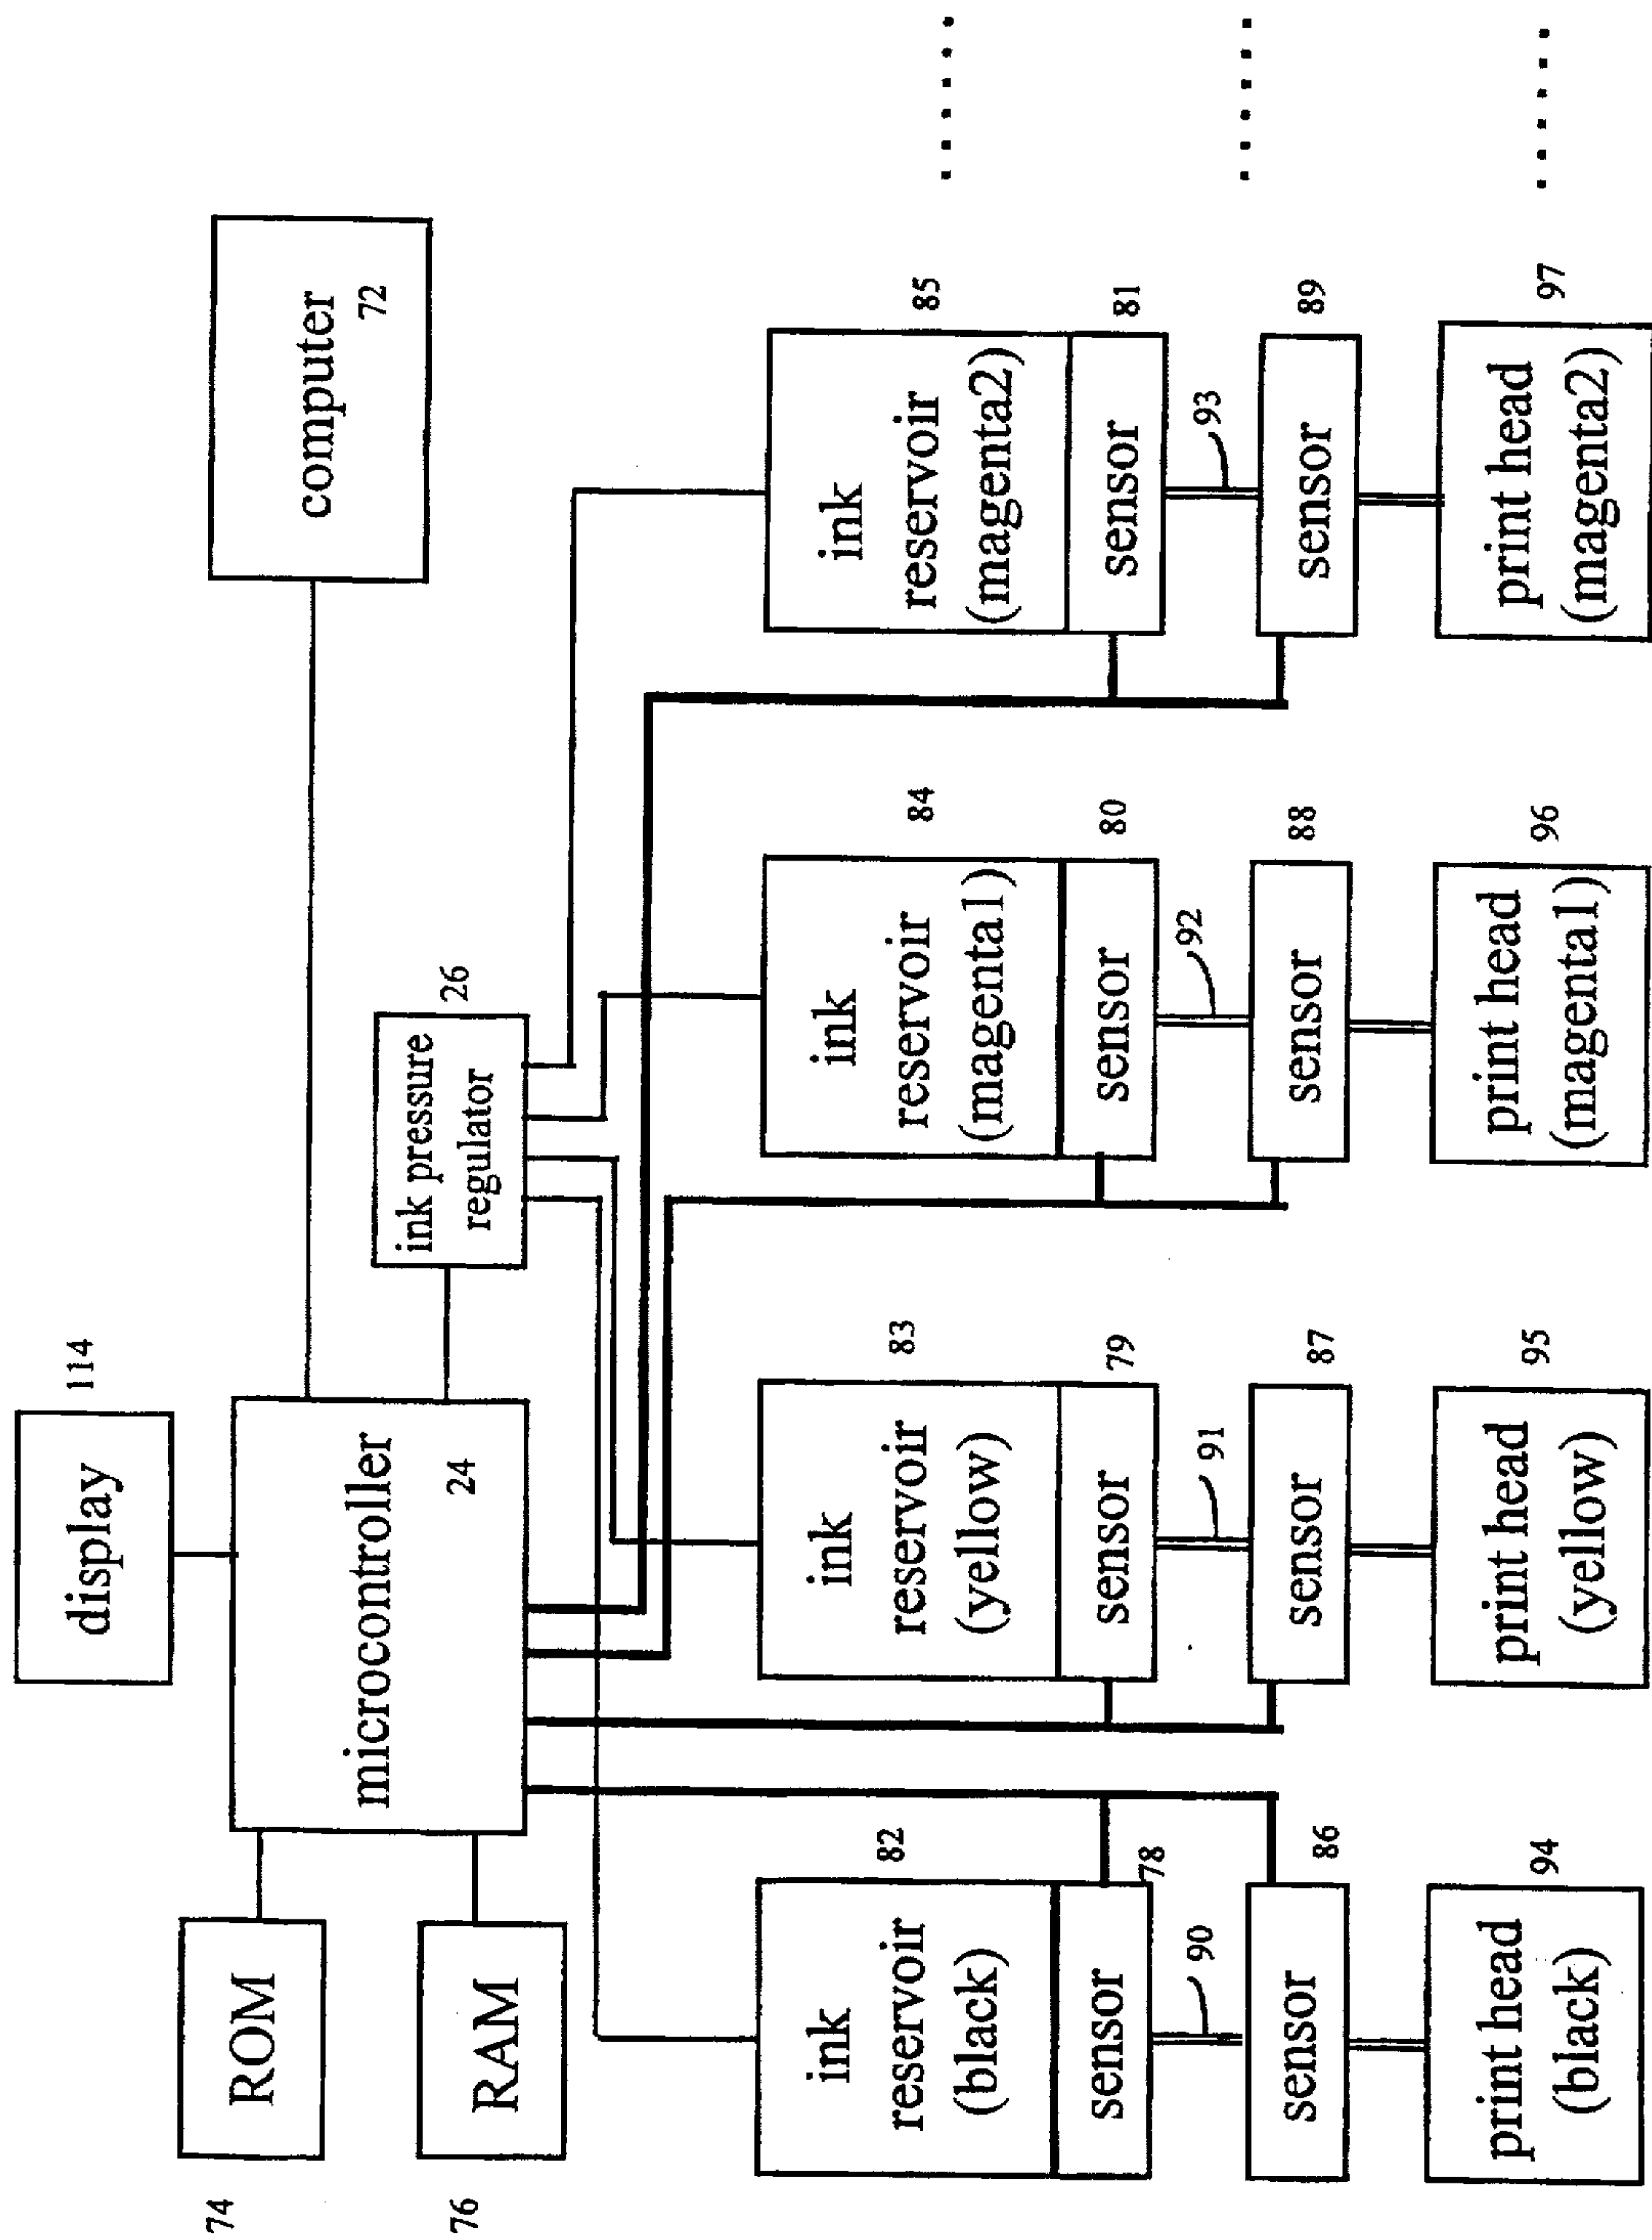 display
114
ROM
74
RAM
76
microcontroller
24
computer
72
ink pressure
regulator
26
ink
reservoir
(black)
82
sensor
78
90
sensor
86
print head
(black)
94
ink
reservoir
(yellow)
83
sensor
79
91
sensor
87
print head
(yellow)
95
ink
reservoir
(magenta1)
84
sensor
80
92
sensor
88
print head
(magenta1)
96
ink
reservoir
(magenta2)
85
sensor
81
93
sensor
89
print head
(magenta2)
97
......
......
......